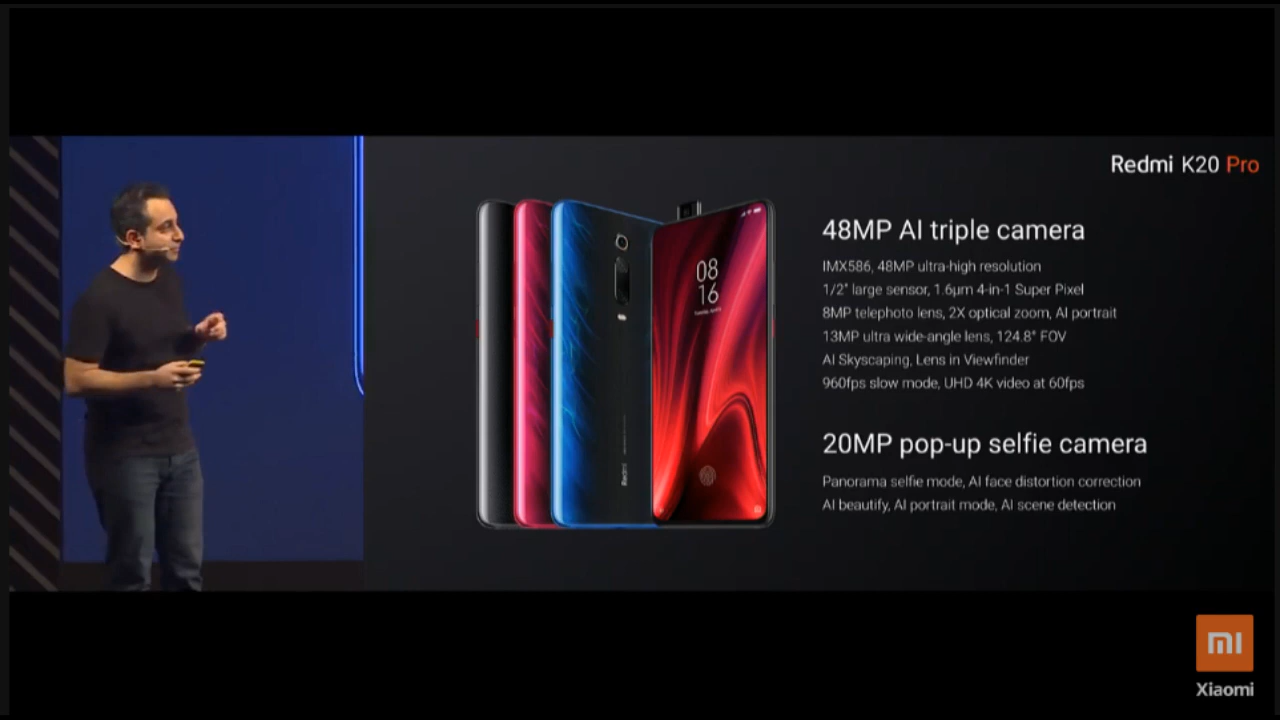 Redmi K20 Pro
48MP AI triple camera
IMX586, 48MP ultra-high resolution
1/2" large sensor, 1.6μm 4-in-1 Super Pixel
8MP telephoto lens, 2X optical zoom, AI portrait
13MP ultra wide-angle lens, 124.8° FOV
AI Skyscaping, Lens in Viewfinder
960fps slow mode, UHD 4K video at 60fps
20MP pop-up selfie camera
Panorama selfie mode, AI face distortion correction
AI beautify, AI portrait mode, AI scene detection
08
16
Redmi
mi
Xiaomi